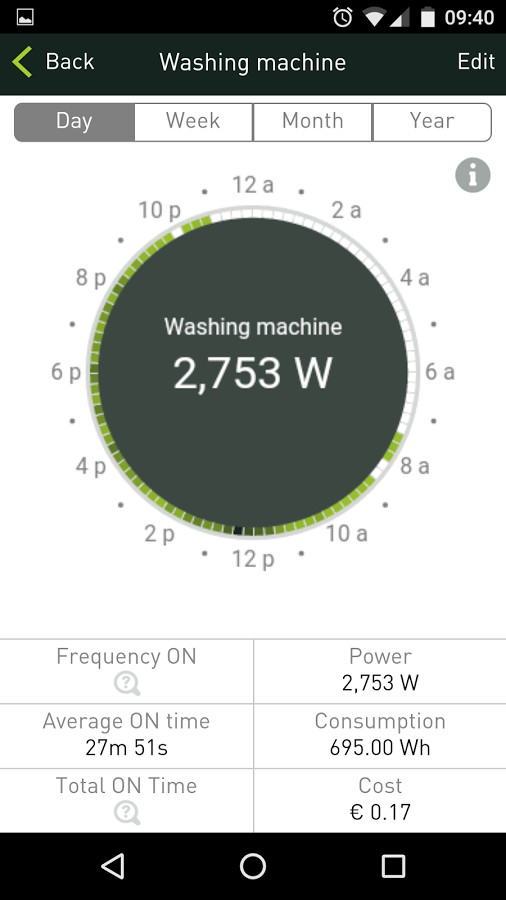 09:40
Back Washing machine Edit
Day Week Month Year
12 a
10 p 2 a
8 p 4 a
Washing machine
2,753 W
6 p 6 a
4 p 8 a
2 p 10 a
12 p
Frequency ON Power
2,753 W
Average ON time Consumption
27m 51s 695.00 Wh
Total ON Time Cost
€ 0.17